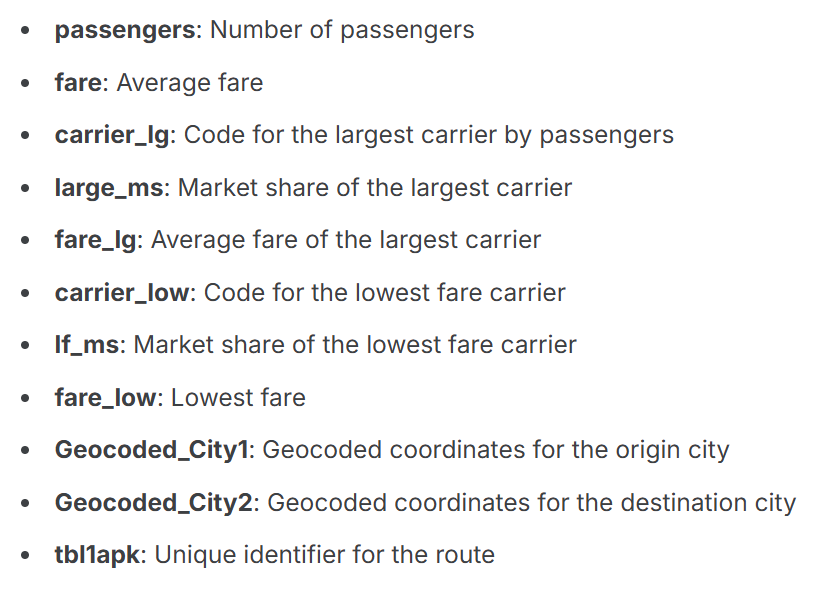 • passengers: Number of passengers
• fare: Average fare
• carrier_lg: Code for the largest carrier by passengers
• large_ms: Market share of the largest carrier
• fare_lg: Average fare of the largest carrier
• carrier_low: Code for the lowest fare carrier
• lf_ms: Market share of the lowest fare carrier
• fare_low: Lowest fare
• Geocoded_City1: Geocoded coordinates for the origin city
• Geocoded_City2: Geocoded coordinates for the destination city
• tbl1apk: Unique identifier for the route